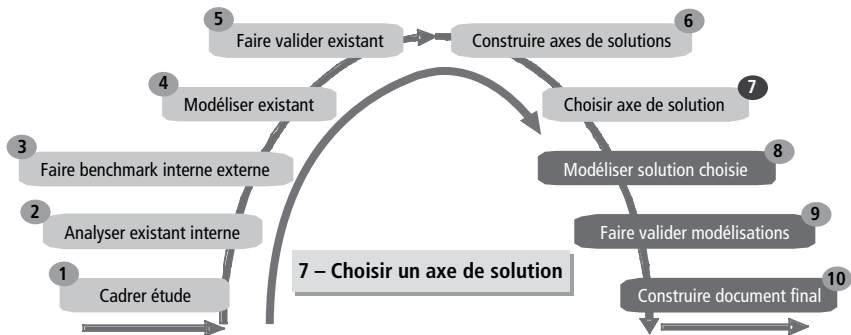 5
Faire valider existant
6
Construire axes de solutions
4
Modéliser existant
7
Choisir axe de solution
3
Faire benchmark interne externe
8
Modéliser solution choisie
2
Analyser existant interne
9
Faire valider modélisations
1
Cadrer étude
7 – Choisir un axe de solution
10
Construire document final